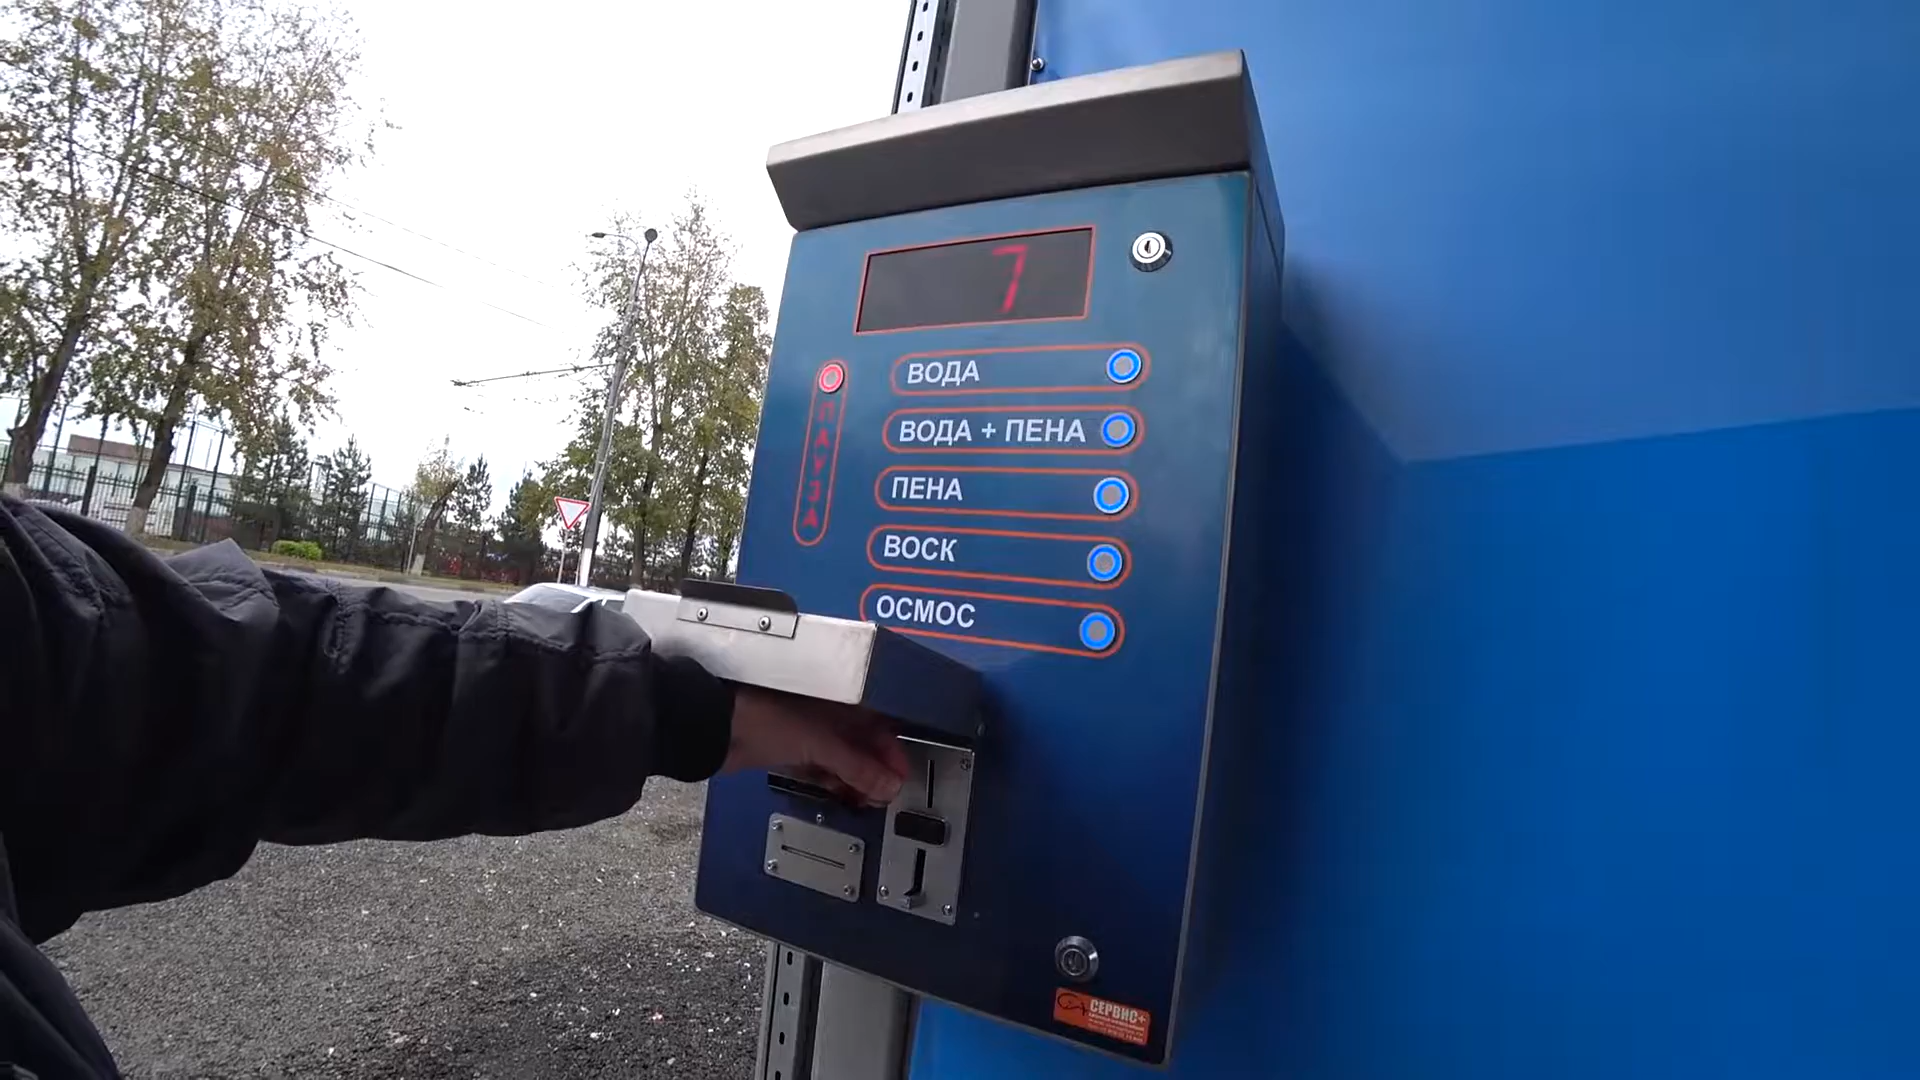 7
ВОДА
ВОДА + ПЕНА
ПЕНА
ВОСК
ОСМОС
ПАУЗА
СЕРВИС+